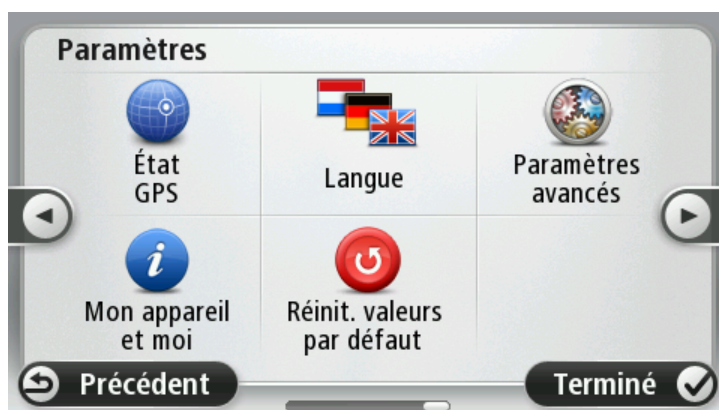 Paramètres
État
GPS
Langue
Paramètres
avancés
Mon appareil
et moi
Réinit. valeurs
par défaut
Précédent
Terminé